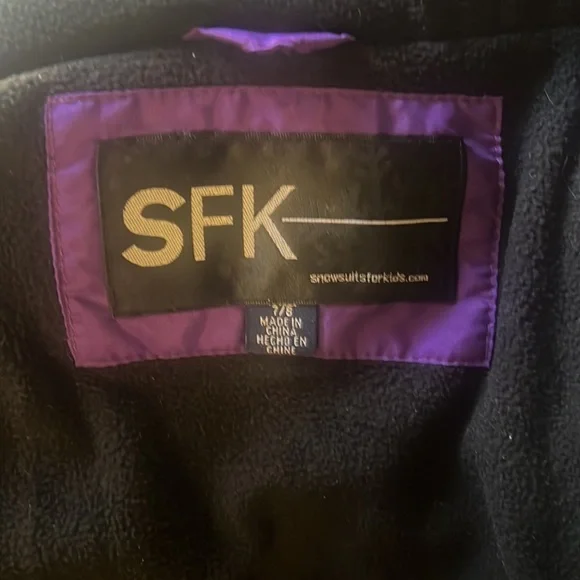 SFK
snowsuitsforkids.com
7/8
MADE IN
CHINA
HECHO EN
CHINE